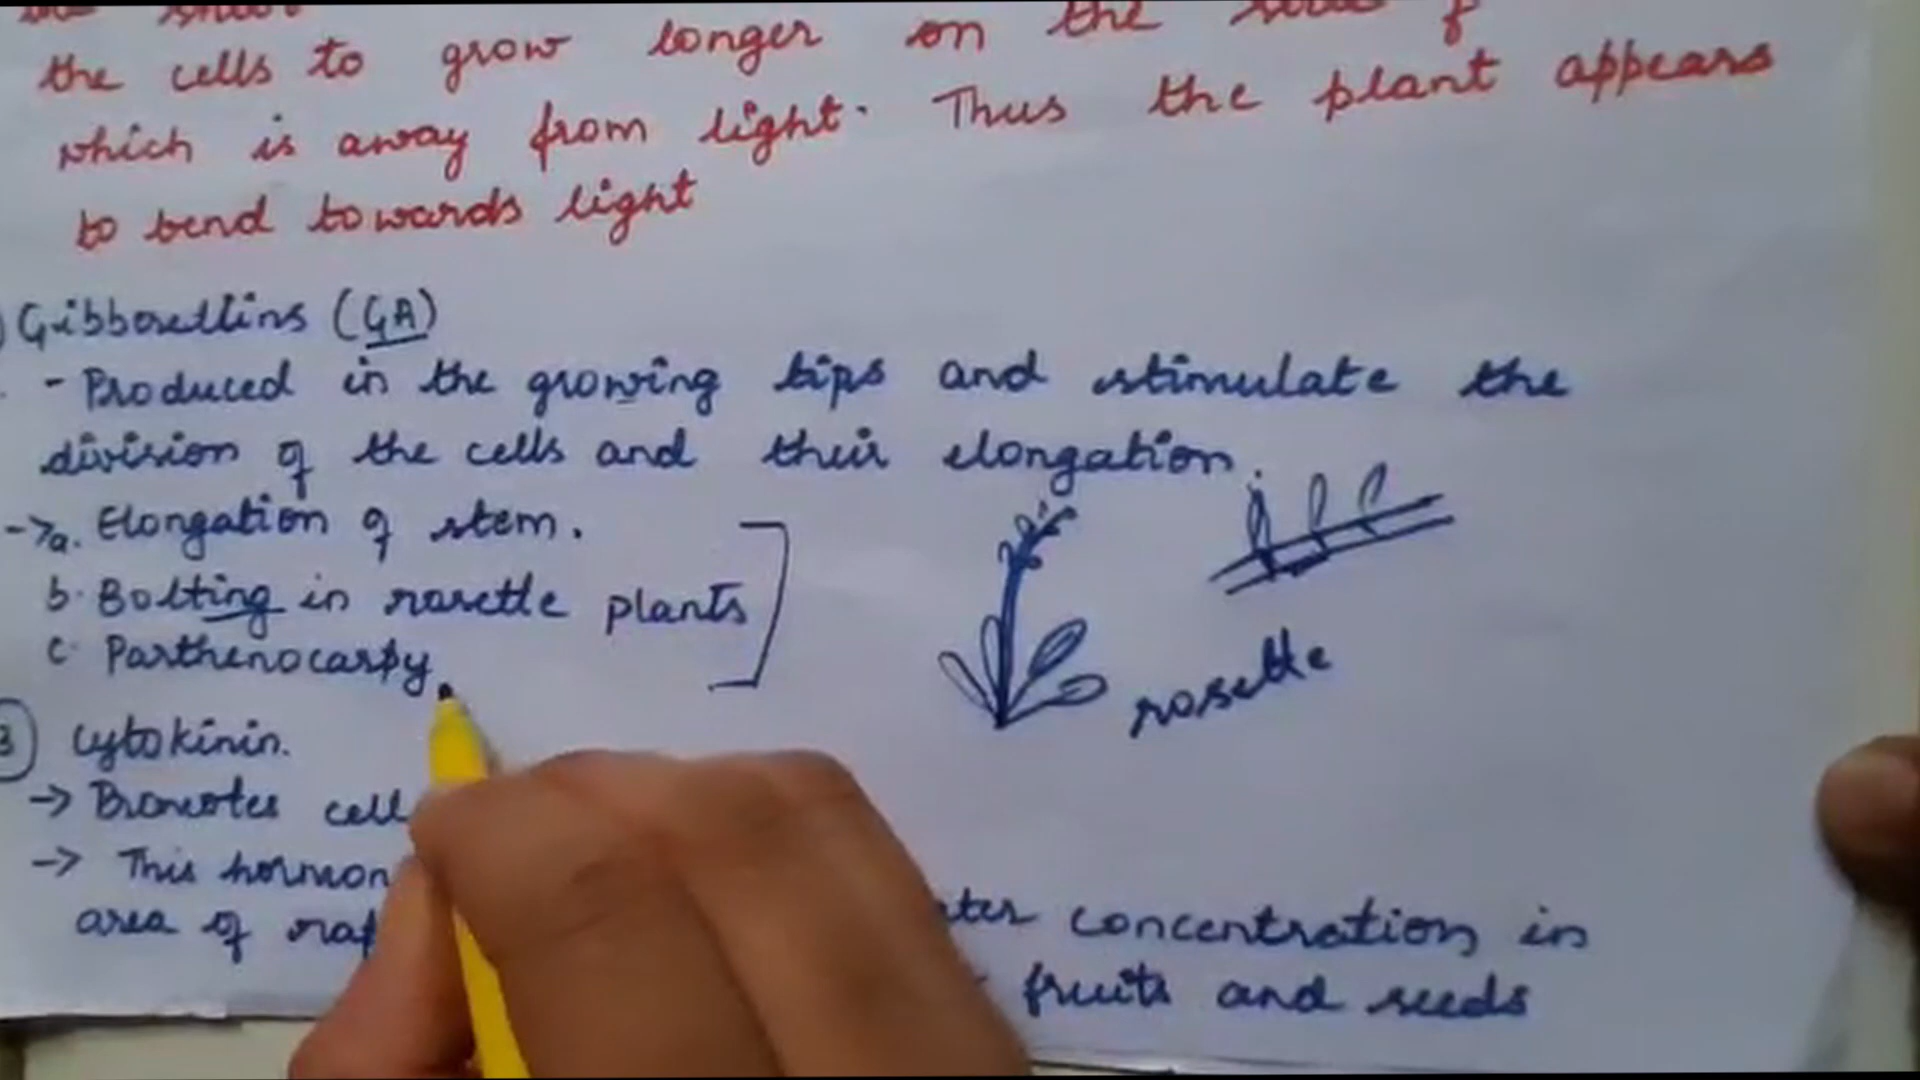 the cells to grow longer on the side of
which is away from light. Thus the plant appears
to bend towards light
Gibberellins (GA)
- Produced in the growing tips and stimulate the
division of the cells and their elongation.
-> a. Elongation of stem.
b. Bolting in rosette plants
c. Parthenocarpy
rosette
3 Cytokinin.
-> Promotes cell
-> This hormon
area of concentration in
fruits and seeds